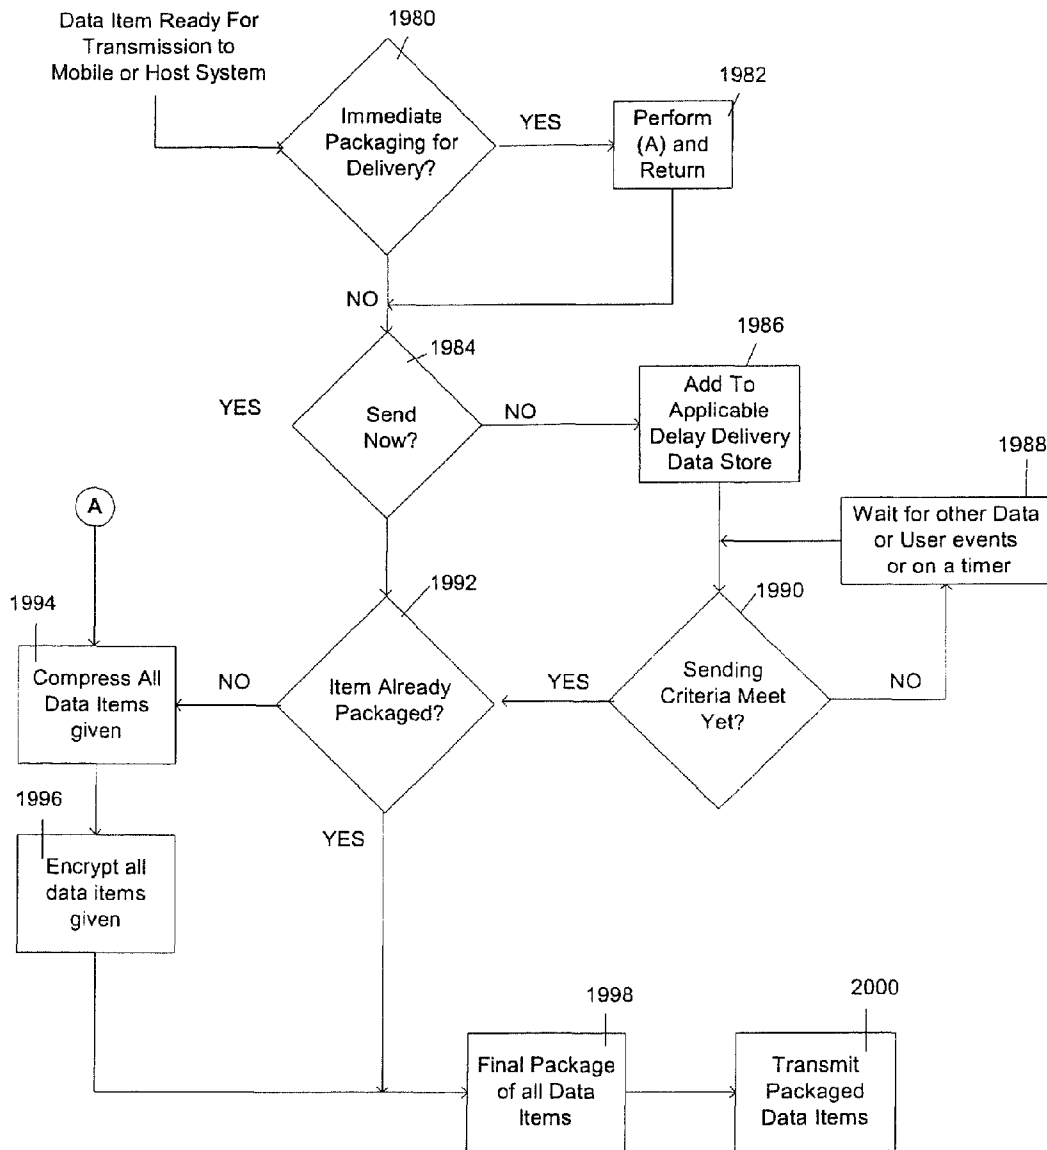 Data Item Ready For
Transmission to
Mobile or Host System
1980
Immediate
Packaging for
Delivery?
YES
1982
Perform
(A) and
Return
NO
1984
Send
Now?
YES
NO
1986
Add To
Applicable
Delay Delivery
Data Store
1988
Wait for other Data
or User events
or on a timer
1990
Sending
Criteria Meet
Yet?
NO
YES
1992
Item Already
Packaged?
NO
YES
A
1994
Compress All
Data Items
given
1996
Encrypt all
data items
given
1998
Final Package
of all Data
Items
2000
Transmit
Packaged
Data Items